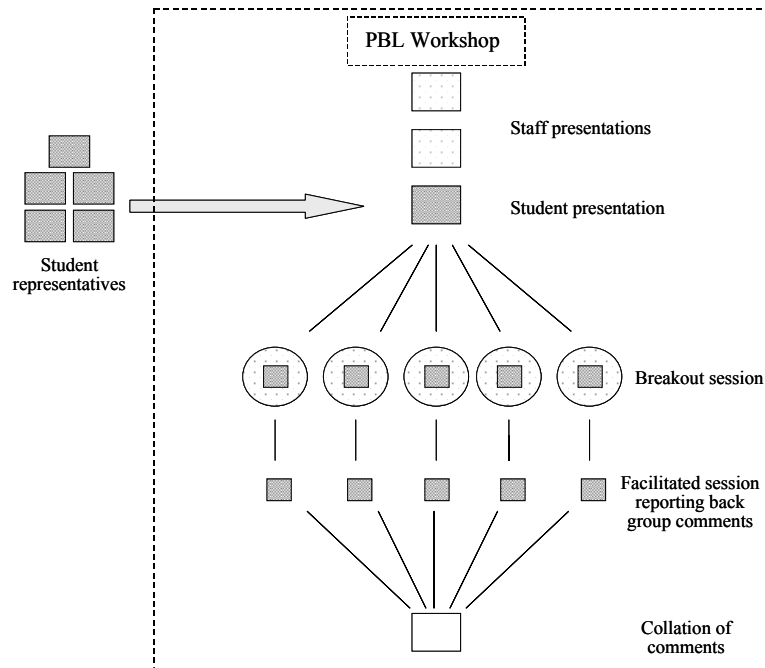 PBL Workshop
Staff presentations
Student presentation
Student
representatives
Breakout session
Facilitated session
reporting back
group comments
Collation of
comments